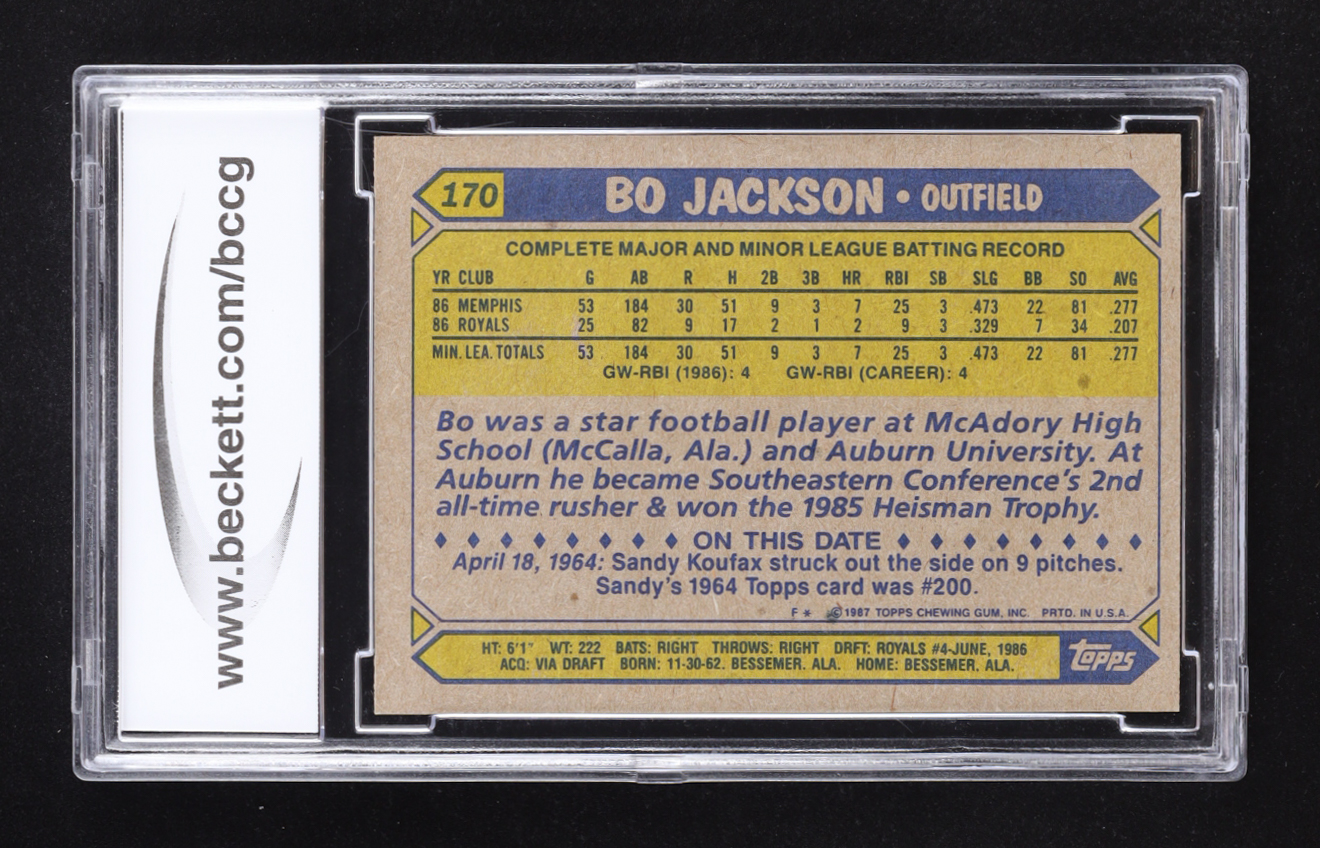 www.beckett.com/bccg
170 BO JACKSON • OUTFIELD
COMPLETE MAJOR AND MINOR LEAGUE BATTING RECORD
YR CLUB G AB R H 2B 3B HR RBI SB SLG BB SO AVG
86 MEMPHIS 53 184 30 51 9 3 7 25 3 .473 22 81 .277
86 ROYALS 25 82 9 17 2 1 2 9 3 .329 7 34 .207
MIN. LEA. TOTALS 53 184 30 51 9 3 7 25 3 .473 22 81 .277
GW-RBI (1986): 4 GW-RBI (CAREER): 4
Bo was a star football player at McAdory High
School (McCalla, Ala.) and Auburn University. At
Auburn he became Southeastern Conference's 2nd
all-time rusher & won the 1985 Heisman Trophy.
♦ ♦ ♦ ♦ ♦ ♦ ♦ ♦ ON THIS DATE ♦ ♦ ♦ ♦ ♦ ♦ ♦ ♦ ♦
April 18, 1964: Sandy Koufax struck out the side on 9 pitches.
Sandy's 1964 Topps card was #200.
F * © 1987 TOPPS CHEWING GUM, INC. PRTD. IN U.S.A.
HT: 6'1" WT: 222 BATS: RIGHT THROWS: RIGHT DRFT: ROYALS #4-JUNE, 1986
ACQ: VIA DRAFT BORN: 11-30-62, BESSEMER, ALA. HOME: BESSEMER, ALA.
Topps